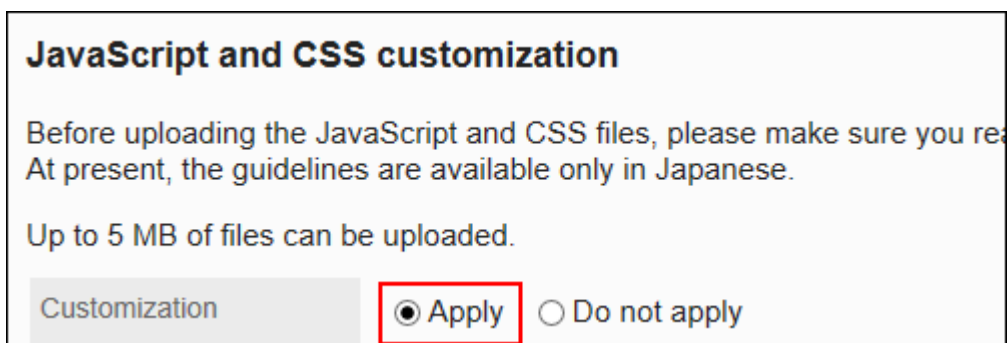 JavaScript and CSS customization
Before uploading the JavaScript and CSS files, please make sure you
At present, the guidelines are available only in Japanese.
Up to 5 MB of files can be uploaded.
Customization Apply Do not apply